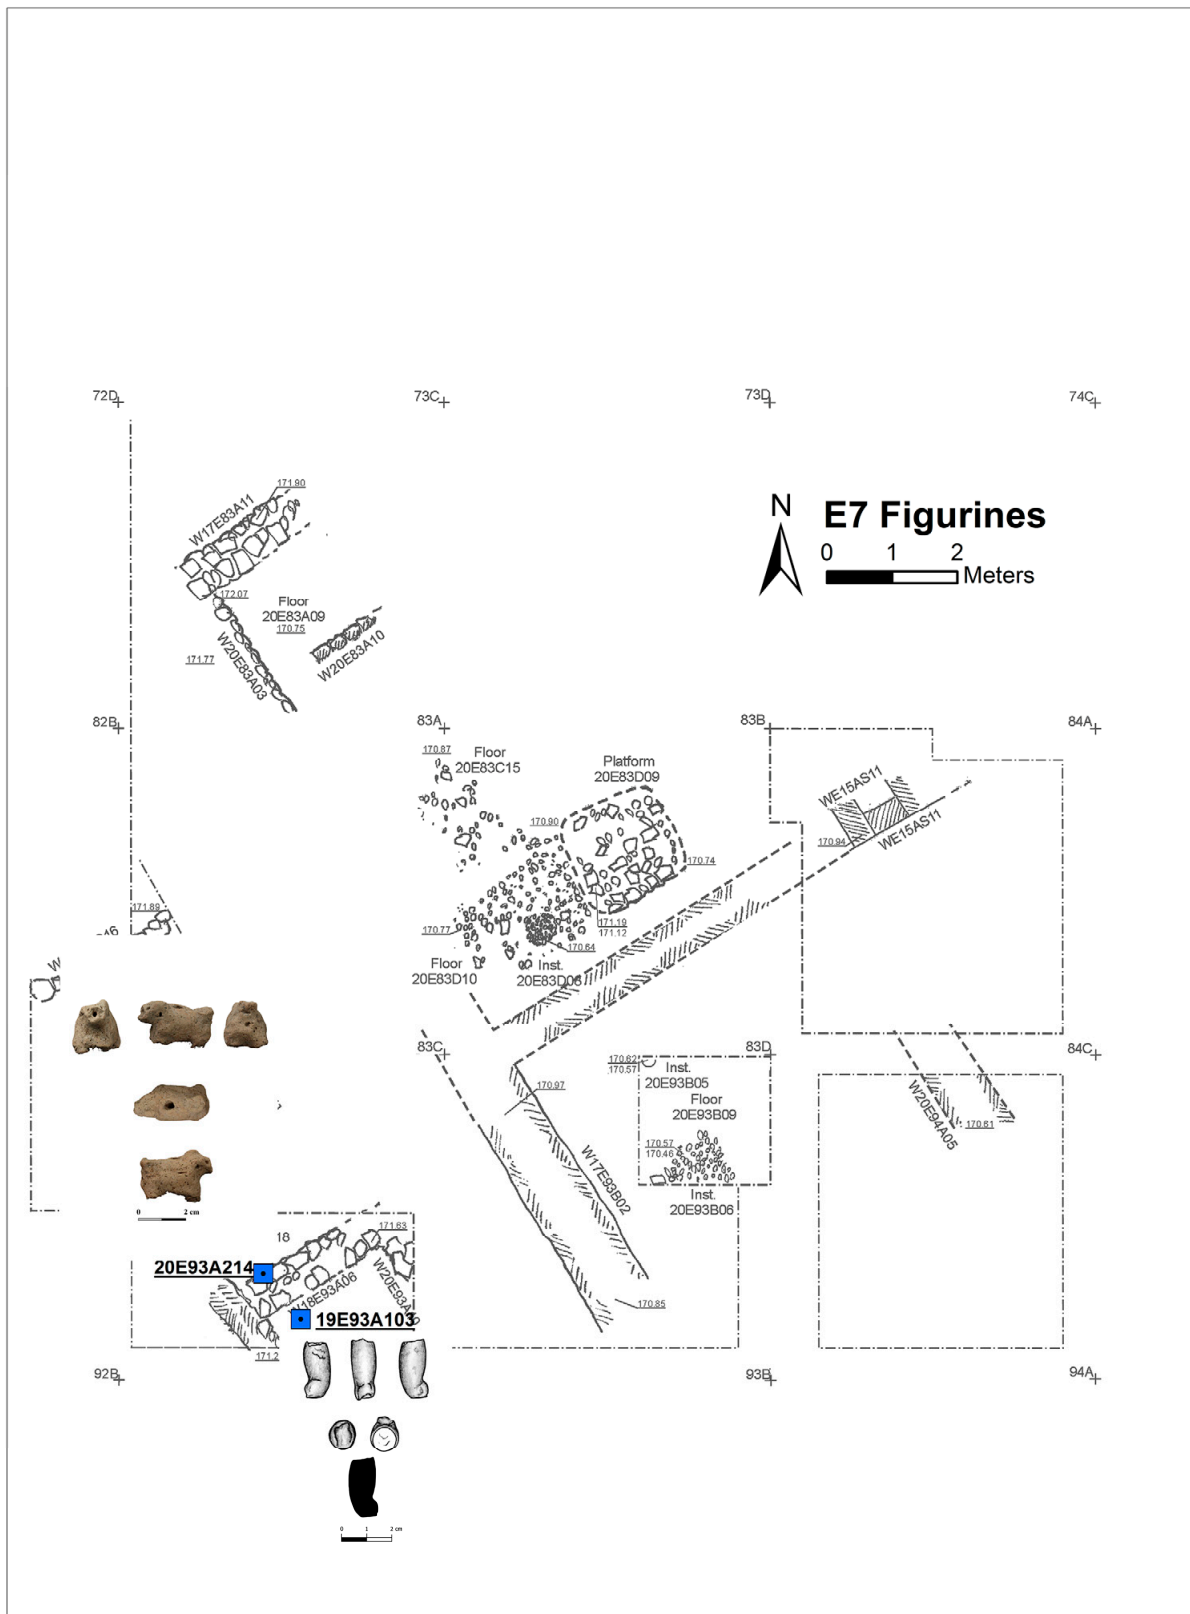 72D
73C
73D
74C
N
E7 Figurines
0 1 2
Meters
W17E83A11
171.90
172.07
Floor
20E83A09
170.75
W20E83A10
W20E83A03
171.77
82B
83A
83B
84A
170.87
Floor
20E83C15
Platform
20E83D09
170.90
170.74
WE15AS11
WE15AS11
170.94
171.89
170.77
171.19
171.12
170.64
Floor
20E83D10
Inst.
20E83D06
W
83C
83D
84C
170.62
170.57
Inst.
20E93B05
Floor
20E93B09
170.97
170.57
170.46
W17E93B02
Inst.
20E93B06
W20E94A05
170.61
0 2 cm
18
171.63
20E93A214
W18E93A06
19E93A103
170.85
171.2
92B
93B
94A
0 1 2 cm